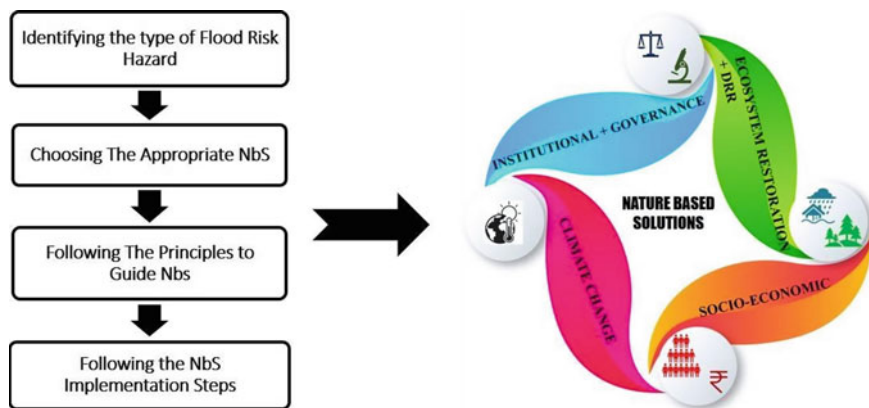 Identifying the type of Flood Risk
Hazard
Choosing The Appropriate NbS
Following The Principles to
Guide Nbs
Following the NbS
Implementation Steps
INSTITUTIONAL + GOVERNANCE
ECOSYSTEM RESTORATION
+ DRR
NATURE BASED
SOLUTIONS
CLIMATE CHANGE
SOCIO-ECONOMIC
₹